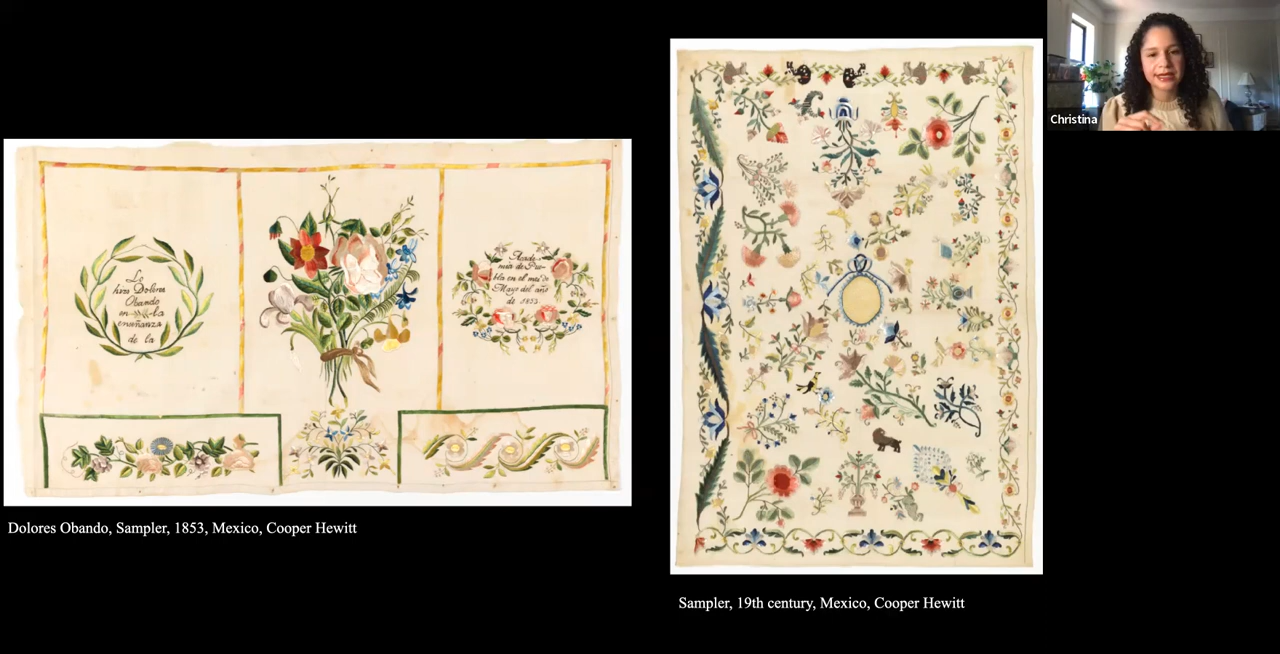 Christina
La
hizo Dolores
Obando
en la
enseñanza
de la
Acade-
mia de Pue-
bla en el mes de
Mayo del año
de 1853
Dolores Obando, Sampler, 1853, Mexico, Cooper Hewitt
Sampler, 19th century, Mexico, Cooper Hewitt